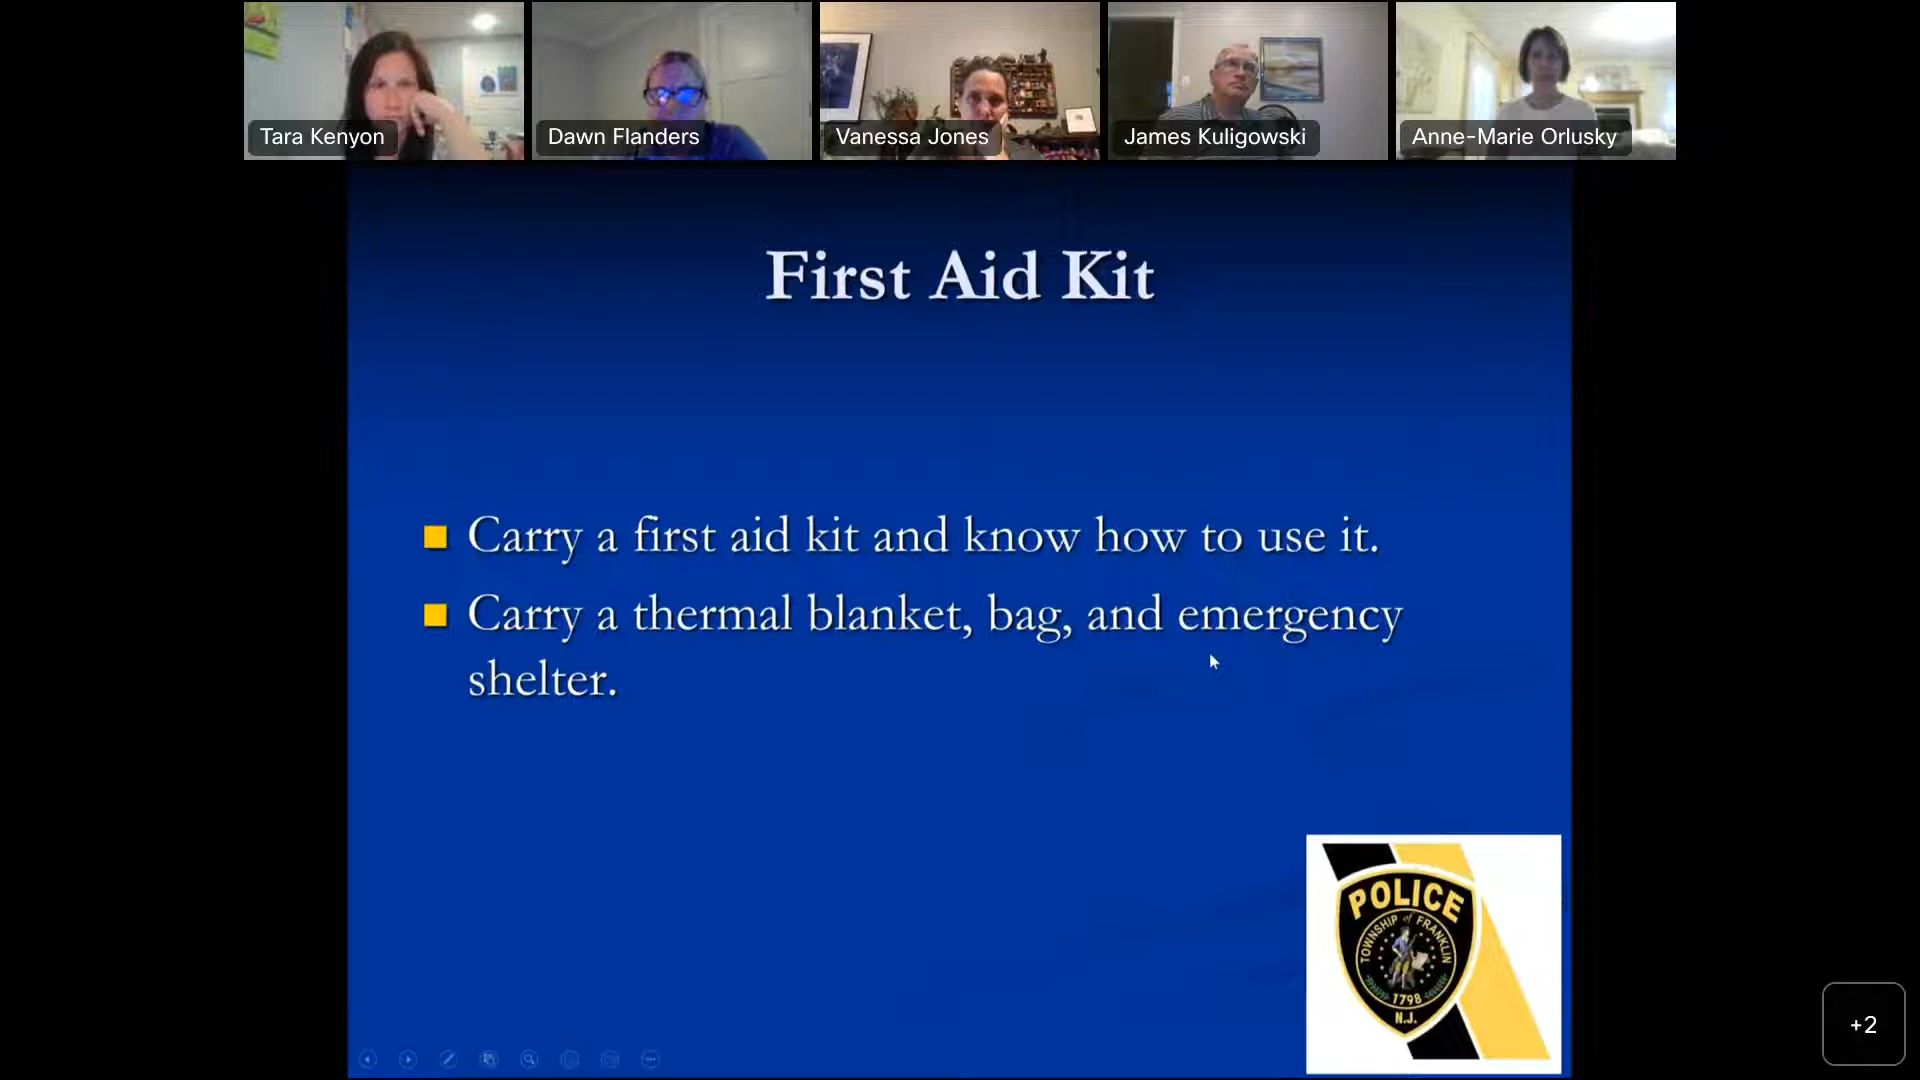 Tara Kenyon
Dawn Flanders
Vanessa Jones
James Kuligowski
Anne-Marie Orlusky
First Aid Kit
Carry a first aid kit and know how to use it.
Carry a thermal blanket, bag, and emergency
shelter.
POLICE
TOWNSHIP of FRANKLIN
1798
N.J.
+2